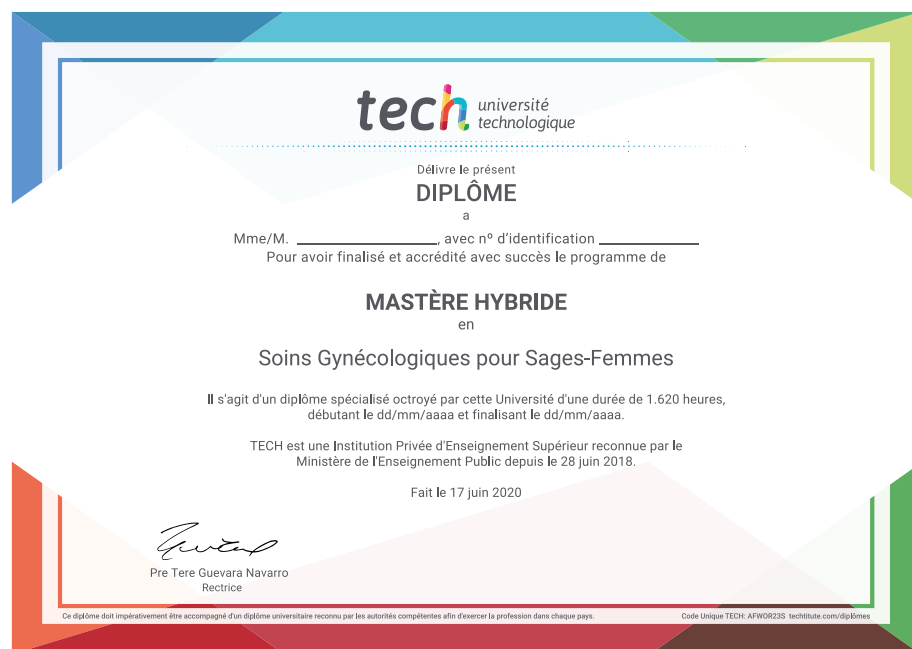 tech université
technologique
Délivre le présent
DIPLÔME
a
Mme/M. ____________________, avec nº d'identification ______________
Pour avoir finalisé et accrédité avec succès le programme de
MASTÈRE HYBRIDE
en
Soins Gynécologiques pour Sages-Femmes
Il s'agit d'un diplôme spécialisé octroyé par cette Université d'une durée de 1.620 heures,
débutant le dd/mm/aaaa et finalisant le dd/mm/aaaa.
TECH est une Institution Privée d'Enseignement Supérieur reconnue par le
Ministère de l'Enseignement Public depuis le 28 juin 2018.
Fait le 17 juin 2020
Pre Tere Guevara Navarro
Rectrice
Ce diplôme doit impérativement être accompagné d'un diplôme universitaire reconnu par les autorités compétentes afin d'exercer la profession dans chaque pays.
Code Unique TECH: AFWOR23S techtitute.com/diplômes